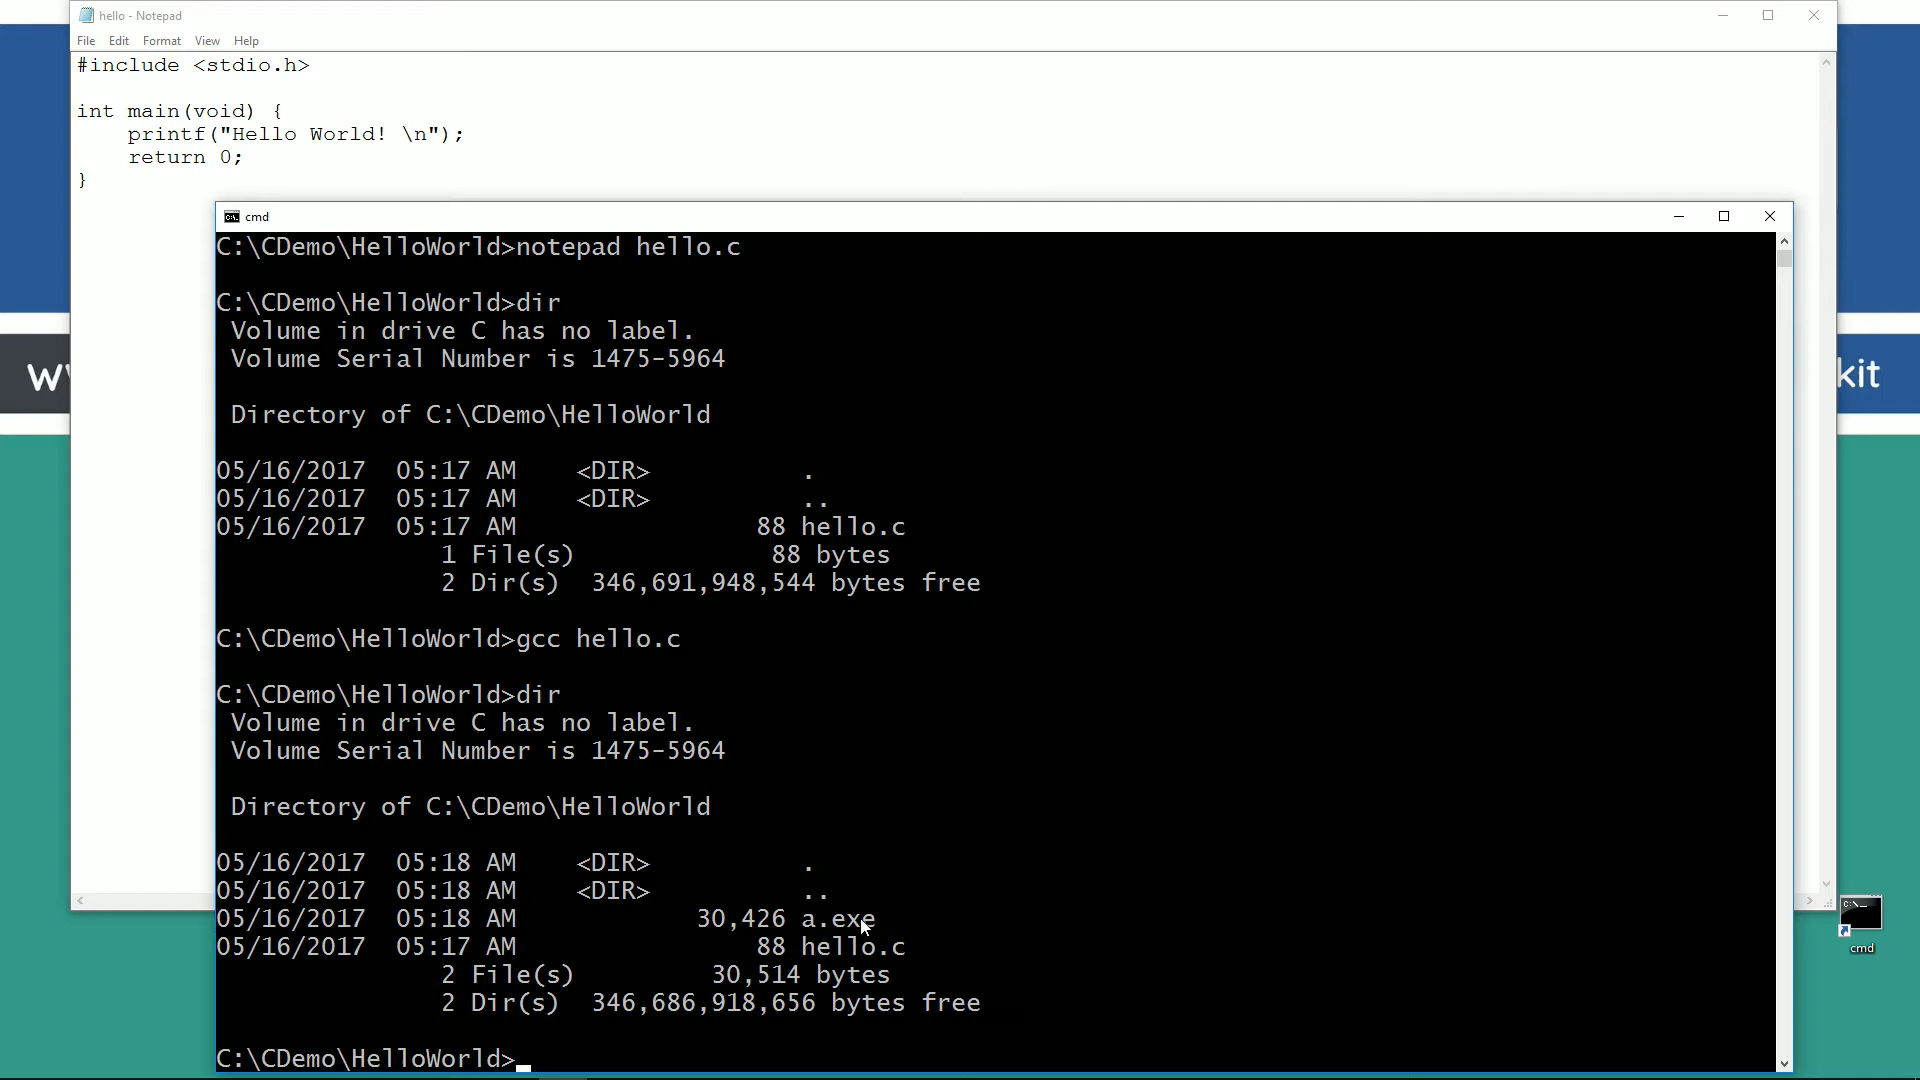 hello - Notepad
File Edit Format View Help
#include <stdio.h>
int main(void) {
    printf("Hello World! \n");
    return 0;
}
cmd
C:\CDemo\HelloWorld>notepad hello.c
C:\CDemo\HelloWorld>dir
 Volume in drive C has no label.
 Volume Serial Number is 1475-5964
 Directory of C:\CDemo\HelloWorld
05/16/2017  05:17 AM    <DIR>          .
05/16/2017  05:17 AM    <DIR>          ..
05/16/2017  05:17 AM                88 hello.c
               1 File(s)             88 bytes
               2 Dir(s)  346,691,948,544 bytes free
C:\CDemo\HelloWorld>gcc hello.c
C:\CDemo\HelloWorld>dir
 Volume in drive C has no label.
 Volume Serial Number is 1475-5964
 Directory of C:\CDemo\HelloWorld
05/16/2017  05:18 AM    <DIR>          .
05/16/2017  05:18 AM    <DIR>          ..
05/16/2017  05:18 AM            30,426 a.exe
05/16/2017  05:17 AM                88 hello.c
               2 File(s)         30,514 bytes
               2 Dir(s)  346,686,918,656 bytes free
C:\CDemo\HelloWorld>
kit
cmd